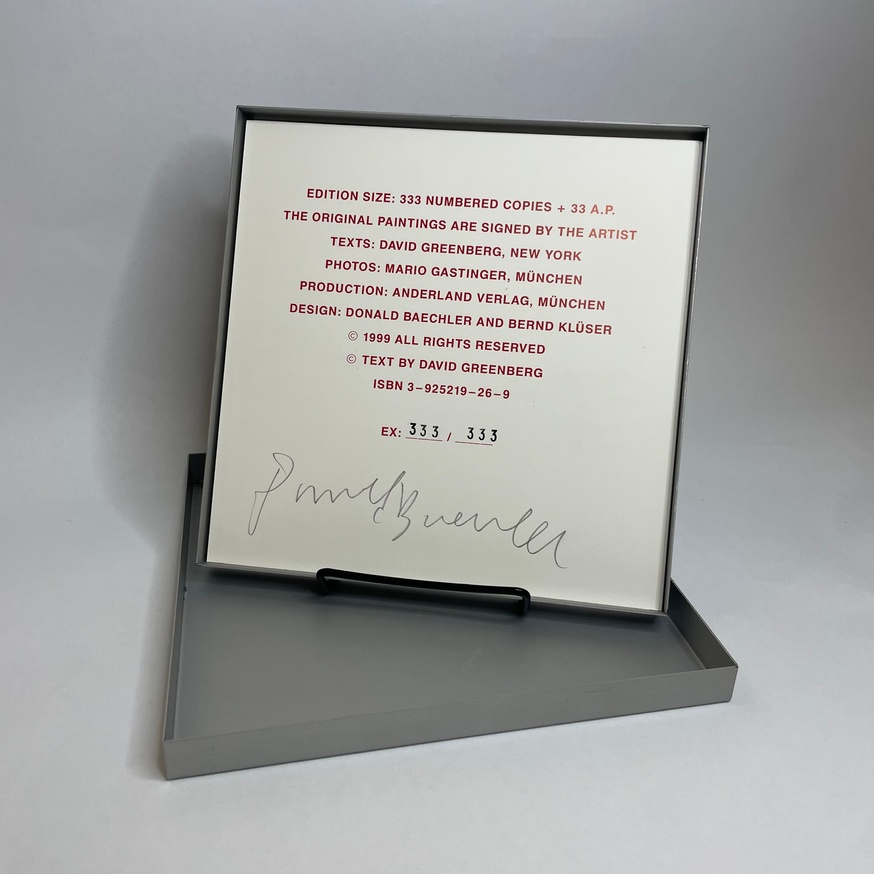 EDITION SIZE: 333 NUMBERED COPIES + 33 A.P.
THE ORIGINAL PAINTINGS ARE SIGNED BY THE ARTIST
TEXTS: DAVID GREENBERG, NEW YORK
PHOTOS: MARIO GASTINGER, MÜNCHEN
PRODUCTION: ANDERLAND VERLAG, MÜNCHEN
DESIGN: DONALD BAECHLER AND BERND KLÜSER
© 1999 ALL RIGHTS RESERVED
© TEXT BY DAVID GREENBERG
ISBN 3–925219–26–9
EX: 333 / 333
Donald Baechler